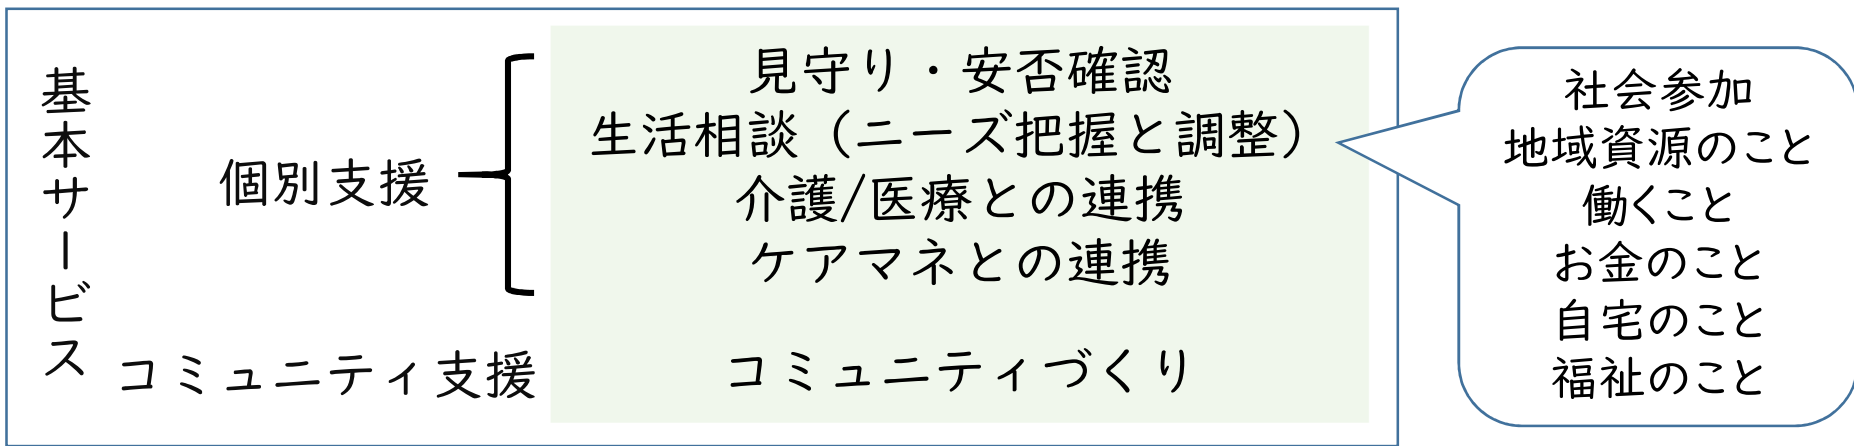 基本サービス
個別支援
見守り・安否確認
生活相談（ニーズ把握と調整）
介護/医療との連携
ケアマネとの連携
コミュニティ支援
コミュニティづくり
社会参加
地域資源のこと
働くこと
お金のこと
自宅のこと
福祉のこと